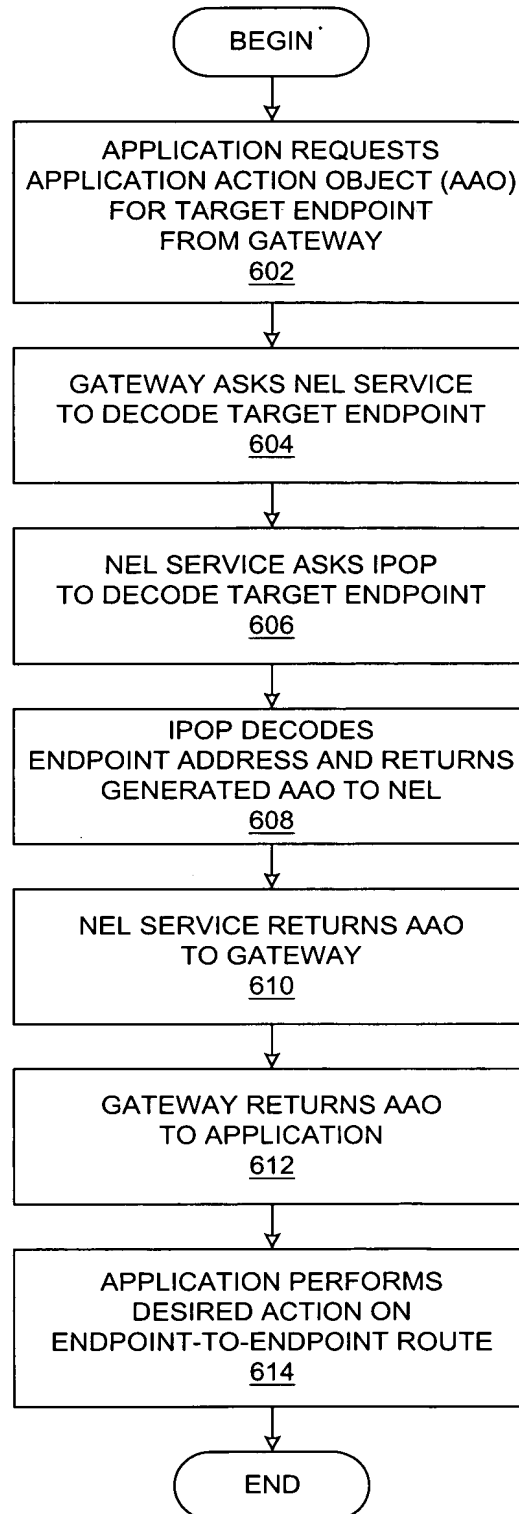 BEGIN
APPLICATION REQUESTS
APPLICATION ACTION OBJECT (AAO)
FOR TARGET ENDPOINT
FROM GATEWAY
602
GATEWAY ASKS NEL SERVICE
TO DECODE TARGET ENDPOINT
604
NEL SERVICE ASKS IPOP
TO DECODE TARGET ENDPOINT
606
IPOP DECODES
ENDPOINT ADDRESS AND RETURNS
GENERATED AAO TO NEL
608
NEL SERVICE RETURNS AAO
TO GATEWAY
610
GATEWAY RETURNS AAO
TO APPLICATION
612
APPLICATION PERFORMS
DESIRED ACTION ON
ENDPOINT-TO-ENDPOINT ROUTE
614
END